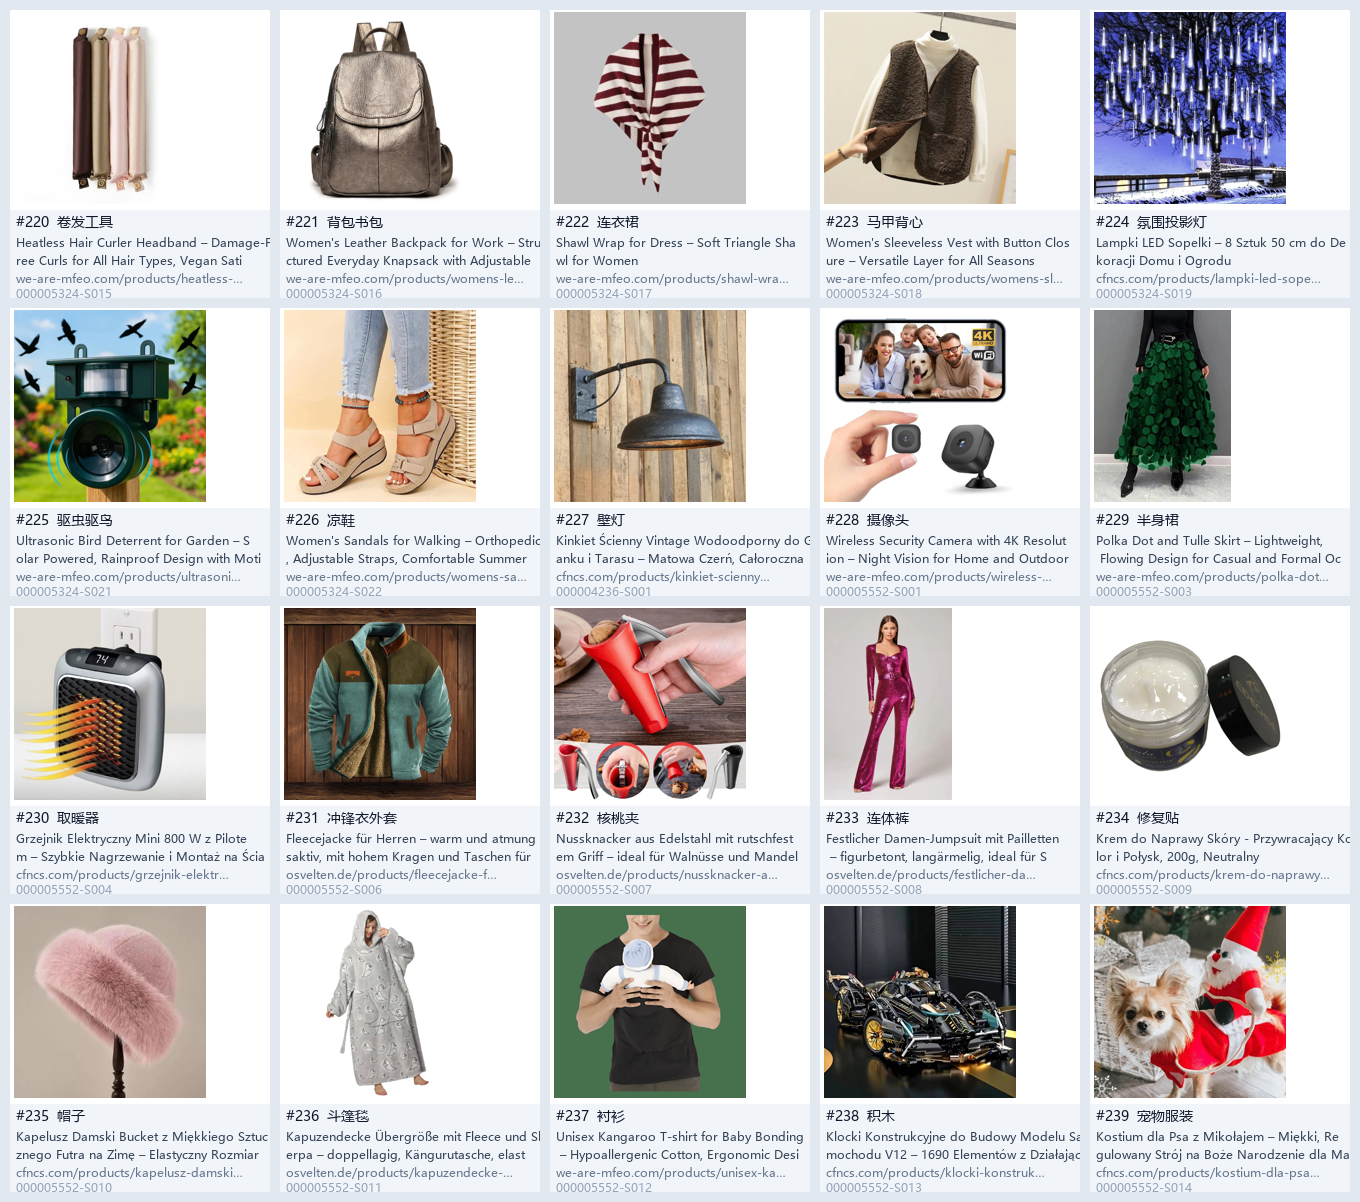 #220 卷发工具
Heatless Hair Curler Headband – Damage-F
ree Curls for All Hair Types, Vegan Sati
we-are-mfeo.com/products/heatless-...
000005324-S015
#221 背包书包
Women's Leather Backpack for Work – Stru
ctured Everyday Knapsack with Adjustable
we-are-mfeo.com/products/womens-le...
000005324-S016
#222 连衣裙
Shawl Wrap for Dress – Soft Triangle Sha
wl for Women
we-are-mfeo.com/products/shawl-wra...
000005324-S017
#223 马甲背心
Women's Sleeveless Vest with Button Clos
ure – Versatile Layer for All Seasons
we-are-mfeo.com/products/womens-sl...
000005324-S018
#224 氛围投影灯
Lampki LED Sopelki – 8 Sztuk 50 cm do De
koracji Domu i Ogrodu
cfncs.com/products/lampki-led-sope...
000005324-S019
#225 驱虫驱鸟
Ultrasonic Bird Deterrent for Garden – S
olar Powered, Rainproof Design with Moti
we-are-mfeo.com/products/ultrasoni...
000005324-S021
#226 凉鞋
Women's Sandals for Walking – Orthopedic
, Adjustable Straps, Comfortable Summer
we-are-mfeo.com/products/womens-sa...
000005324-S022
#227 壁灯
Kinkiet Ścienny Vintage Wodoodporny do G
anku i Tarasu – Matowa Czerń, Całoroczna
cfncs.com/products/kinkiet-scienny...
000004236-S001
4K
WiFi
#228 摄像头
Wireless Security Camera with 4K Resolut
ion – Night Vision for Home and Outdoor
we-are-mfeo.com/products/wireless-...
000005552-S001
#229 半身裙
Polka Dot and Tulle Skirt – Lightweight,
Flowing Design for Casual and Formal Oc
we-are-mfeo.com/products/polka-dot...
000005552-S003
74
#230 取暖器
Grzejnik Elektryczny Mini 800 W z Pilote
m – Szybkie Nagrzewanie i Montaż na Ścia
cfncs.com/products/grzejnik-elektr...
000005552-S004
#231 冲锋衣外套
Fleecejacke für Herren – warm und atmung
saktiv, mit hohem Kragen und Taschen für
osvelten.de/products/fleecejacke-f...
000005552-S006
#232 核桃夹
Nussknacker aus Edelstahl mit rutschfest
em Griff – ideal für Walnüsse und Mandel
osvelten.de/products/nussknacker-a...
000005552-S007
#233 连体裤
Festlicher Damen-Jumpsuit mit Pailletten
– figurbetont, langärmelig, ideal für S
osvelten.de/products/festlicher-da...
000005552-S008
#234 修复贴
Krem do Naprawy Skóry - Przywracający Ko
lor i Połysk, 200g, Neutralny
cfncs.com/products/krem-do-naprawy...
000005552-S009
#235 帽子
Kapelusz Damski Bucket z Miękkiego Sztuc
znego Futra na Zimę – Elastyczny Rozmiar
cfncs.com/products/kapelusz-damski...
000005552-S010
#236 斗篷毯
Kapuzendecke Übergröße mit Fleece und Sh
erpa – doppellagig, Kängurutasche, elast
osvelten.de/products/kapuzendecke-...
000005552-S011
#237 衬衫
Unisex Kangaroo T-shirt for Baby Bonding
– Hypoallergenic Cotton, Ergonomic Desi
we-are-mfeo.com/products/unisex-ka...
000005552-S012
#238 积木
Klocki Konstrukcyjne do Budowy Modelu Sa
mochodu V12 – 1690 Elementów z Działając
cfncs.com/products/klocki-konstruk...
000005552-S013
#239 宠物服装
Kostium dla Psa z Mikołajem – Miękki, Re
gulowany Strój na Boże Narodzenie dla Ma
cfncs.com/products/kostium-dla-psa...
000005552-S014